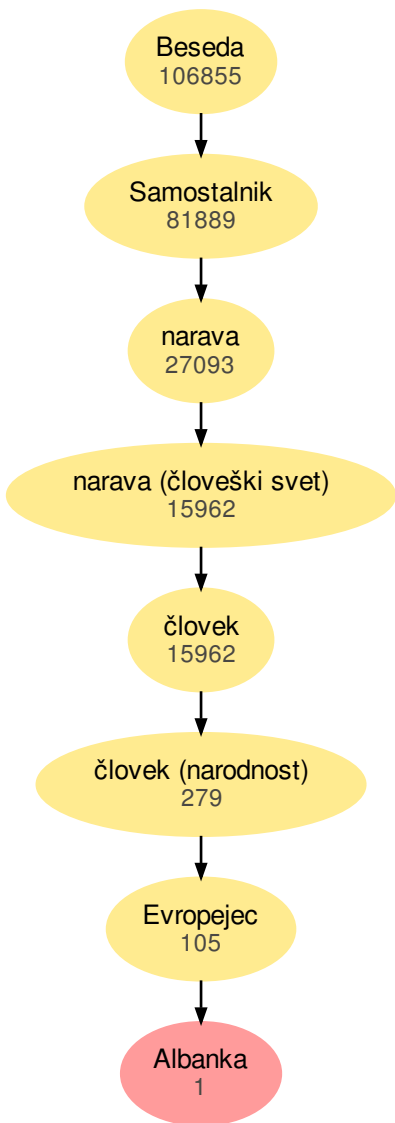 Beseda
106855
Samostalnik
81889
narava
27093
narava (človeški svet)
15962
človek
15962
človek (narodnost)
279
Evropejec
105
Albanka
1